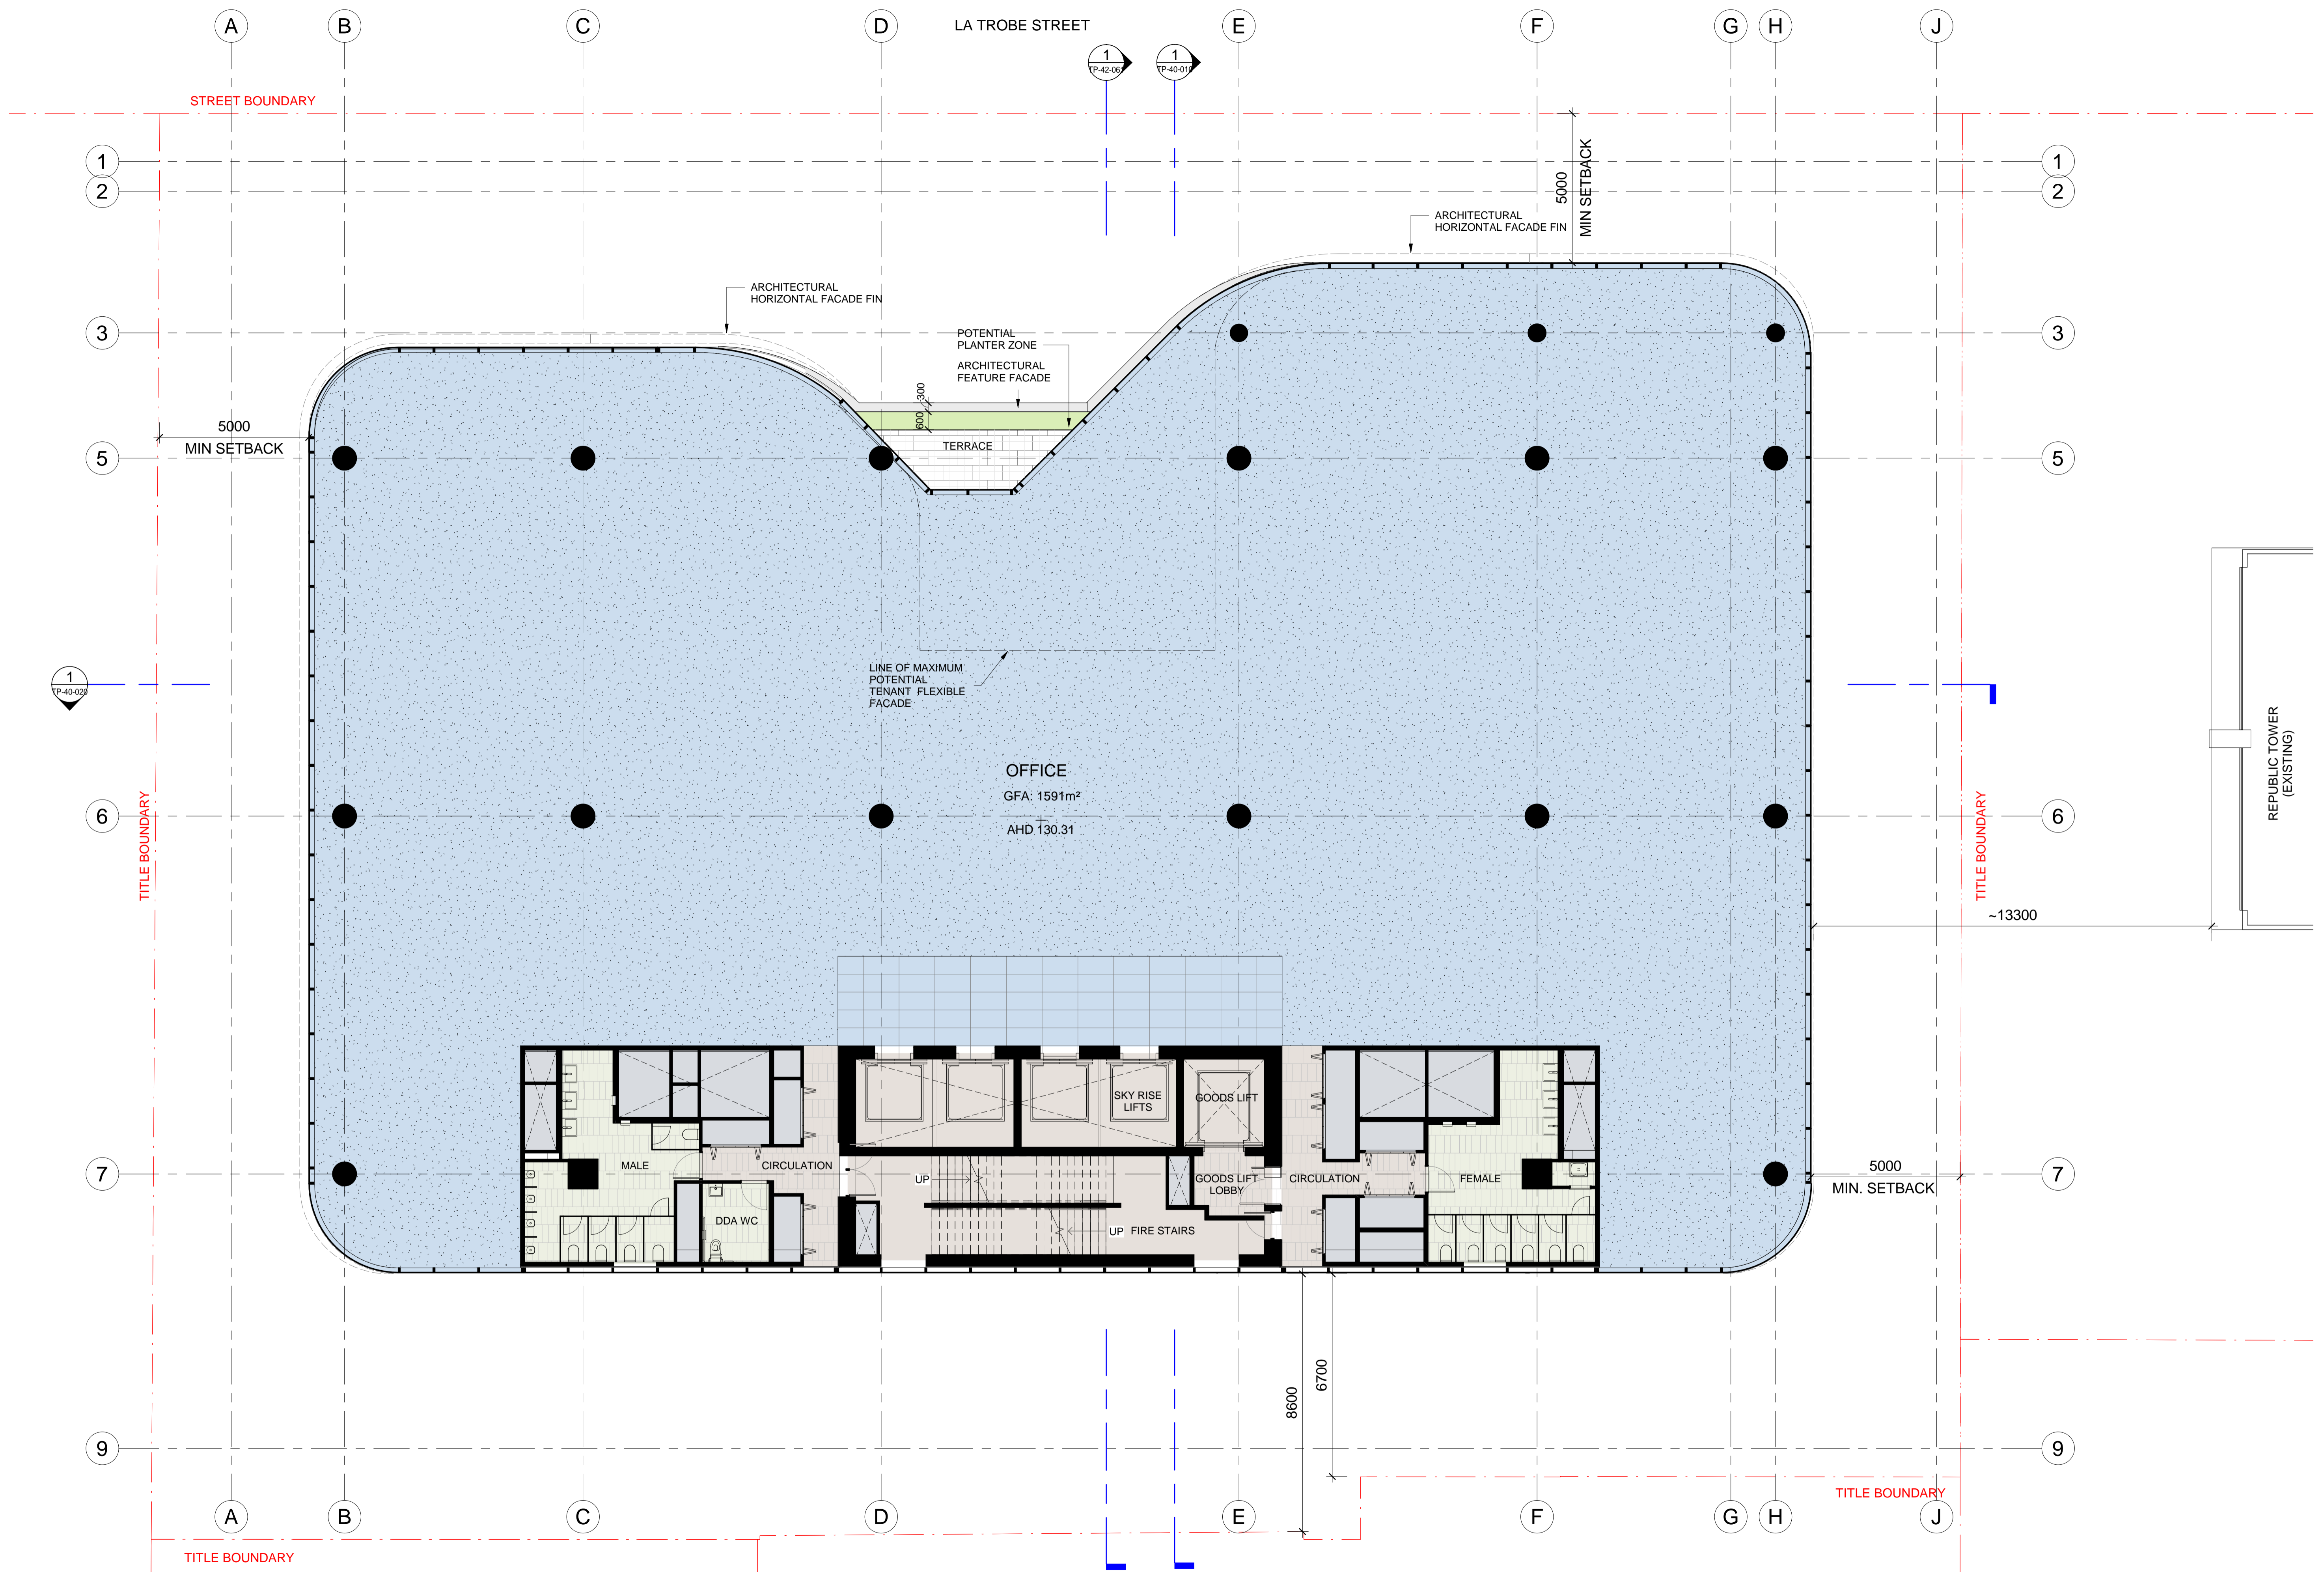 A
B
C
D
LA TROBE STREET
E
F
G
H
J
1
TP-42-061
1
TP-40-010
STREET BOUNDARY
1
1
2
2
5000
MIN SETBACK
ARCHITECTURAL
HORIZONTAL FACADE FIN
ARCHITECTURAL
HORIZONTAL FACADE FIN
3
3
POTENTIAL
PLANTER ZONE
ARCHITECTURAL
FEATURE FACADE
300
600
5000
MIN SETBACK
TERRACE
5
5
LINE OF MAXIMUM
POTENTIAL
TENANT FLEXIBLE
FACADE
1
TP-40-020
REPUBLIC TOWER
(EXISTING)
OFFICE
GFA: 1591m²
AHD 130.31
6
6
TITLE BOUNDARY
TITLE BOUNDARY
~13300
SKY RISE
LIFTS
GOODS LIFT
MALE
CIRCULATION
UP
GOODS LIFT
LOBBY
CIRCULATION
FEMALE
7
7
5000
MIN. SETBACK
DDA WC
UP
FIRE STAIRS
8600
6700
9
9
TITLE BOUNDARY
A
B
C
D
E
F
G
H
J
TITLE BOUNDARY